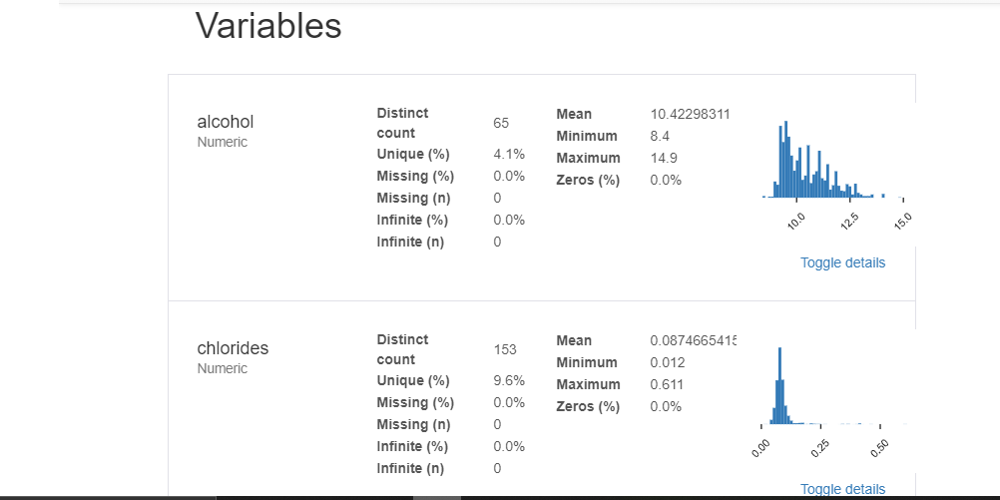 Variables
alcohol
Numeric
Distinct count 65
Unique (%) 4.1%
Missing (%) 0.0%
Missing (n) 0
Infinite (%) 0.0%
Infinite (n) 0
Mean 10.42298311
Minimum 8.4
Maximum 14.9
Zeros (%) 0.0%
10.0 12.5 15.0
Toggle details
chlorides
Numeric
Distinct count 153
Unique (%) 9.6%
Missing (%) 0.0%
Missing (n) 0
Infinite (%) 0.0%
Infinite (n) 0
Mean 0.0874665415
Minimum 0.012
Maximum 0.611
Zeros (%) 0.0%
0.00 0.25 0.50
Toggle details